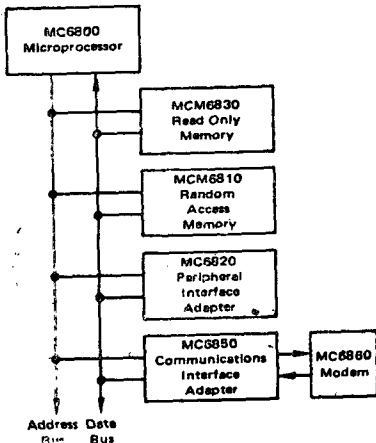 MC6800
Microprocessor
MCM6830
Read Only
Memory
MCM6810
Random
Access
Memory
MC6820
Peripheral
Interface
Adapter
MC6850
Communications
Interface
Adapter
MC6860
Modem
Address Data
Bus Bus